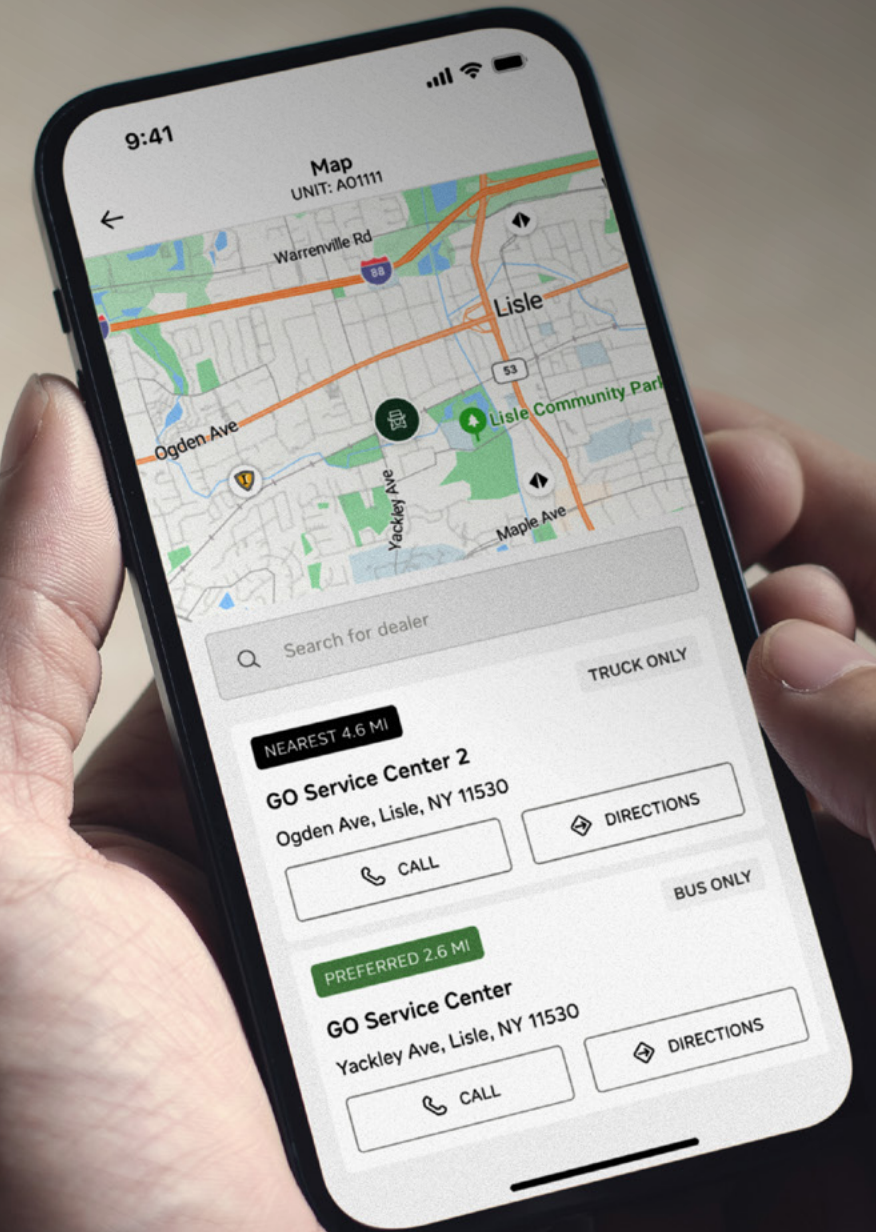 9:41
Map
UNIT: A01111
Warrenville Rd
88
Lisle
53
Lisle Community Park
Ogden Ave
Yackley Ave
Maple Ave
Search for dealer
TRUCK ONLY
NEAREST 4.6 MI
GO Service Center 2
Ogden Ave, Lisle, NY 11530
CALL
DIRECTIONS
BUS ONLY
PREFERRED 2.6 MI
GO Service Center
Yackley Ave, Lisle, NY 11530
CALL
DIRECTIONS